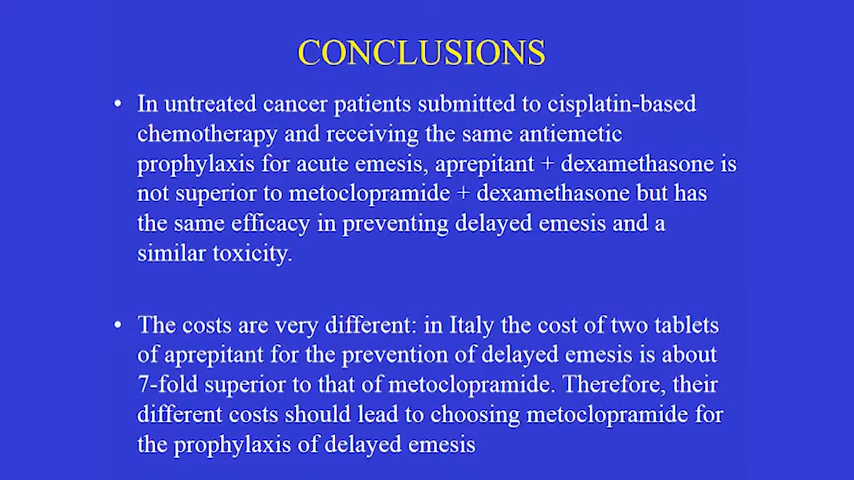 CONCLUSIONS
• In untreated cancer patients submitted to cisplatin-based
chemotherapy and receiving the same antiemetic
prophylaxis for acute emesis, aprepitant + dexamethasone is
not superior to metoclopramide + dexamethasone but has
the same efficacy in preventing delayed emesis and a
similar toxicity.
• The costs are very different: in Italy the cost of two tablets
of aprepitant for the prevention of delayed emesis is about
7-fold superior to that of metoclopramide. Therefore, their
different costs should lead to choosing metoclopramide for
the prophylaxis of delayed emesis